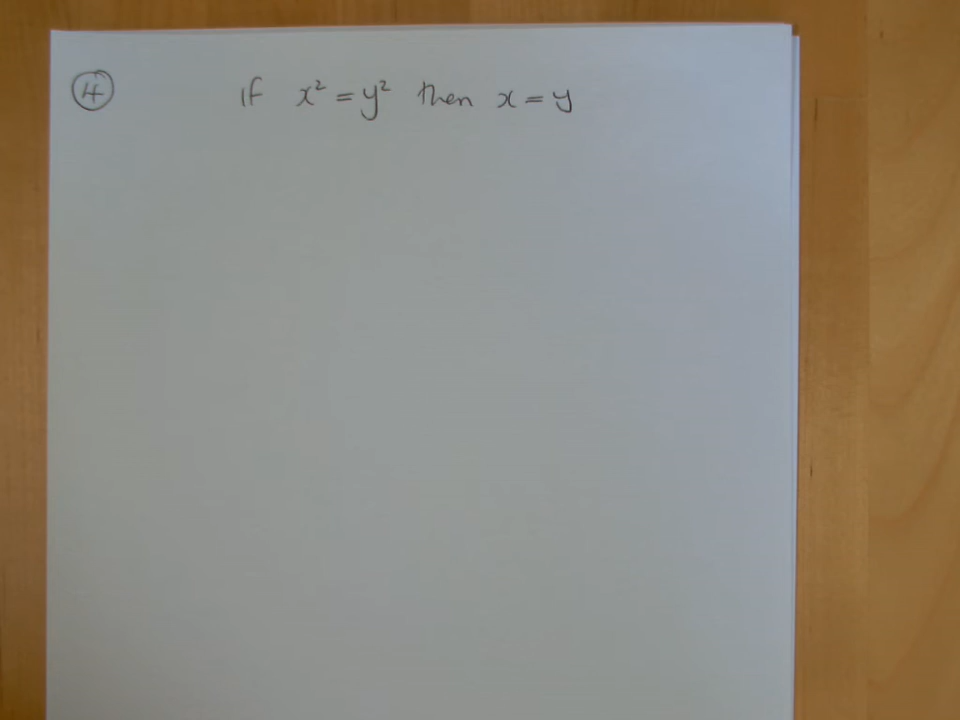 ④ If x² = y² then x = y